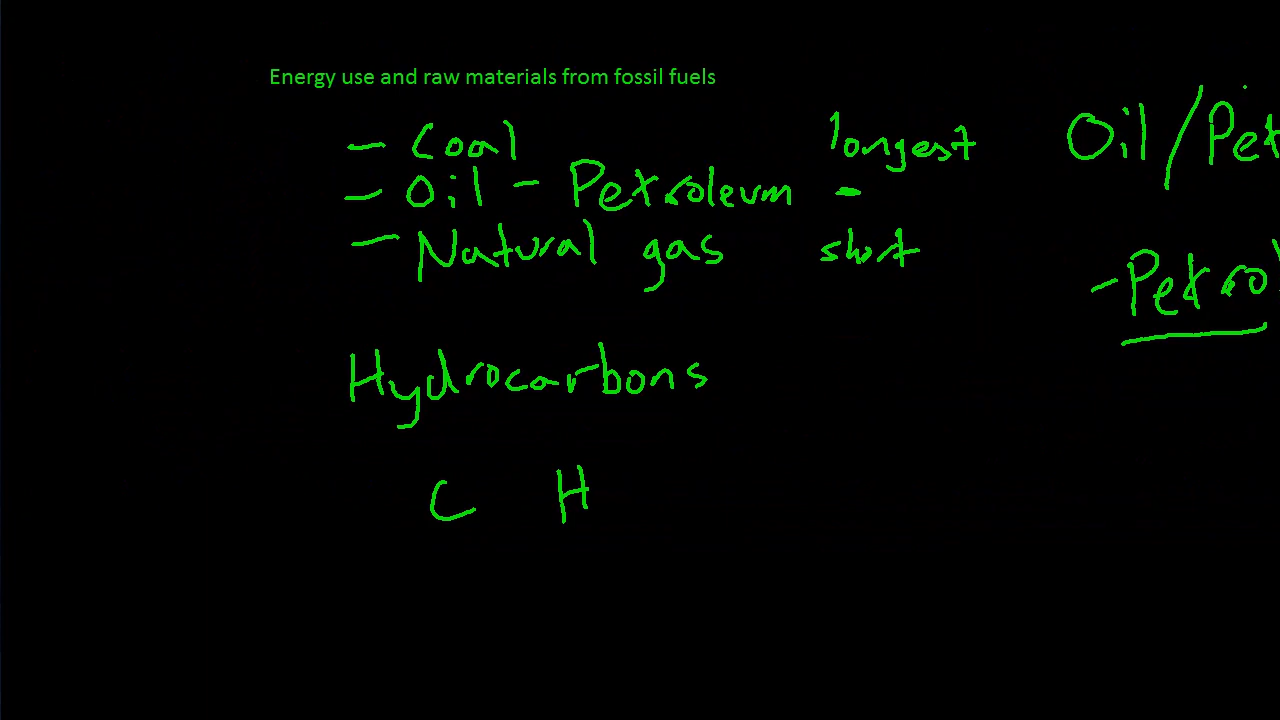 Energy use and raw materials from fossil fuels
– Coal longest
– Oil – Petroleum -
– Natural gas short
Oil/Pet
- Petrol
Hydrocarbons
C H